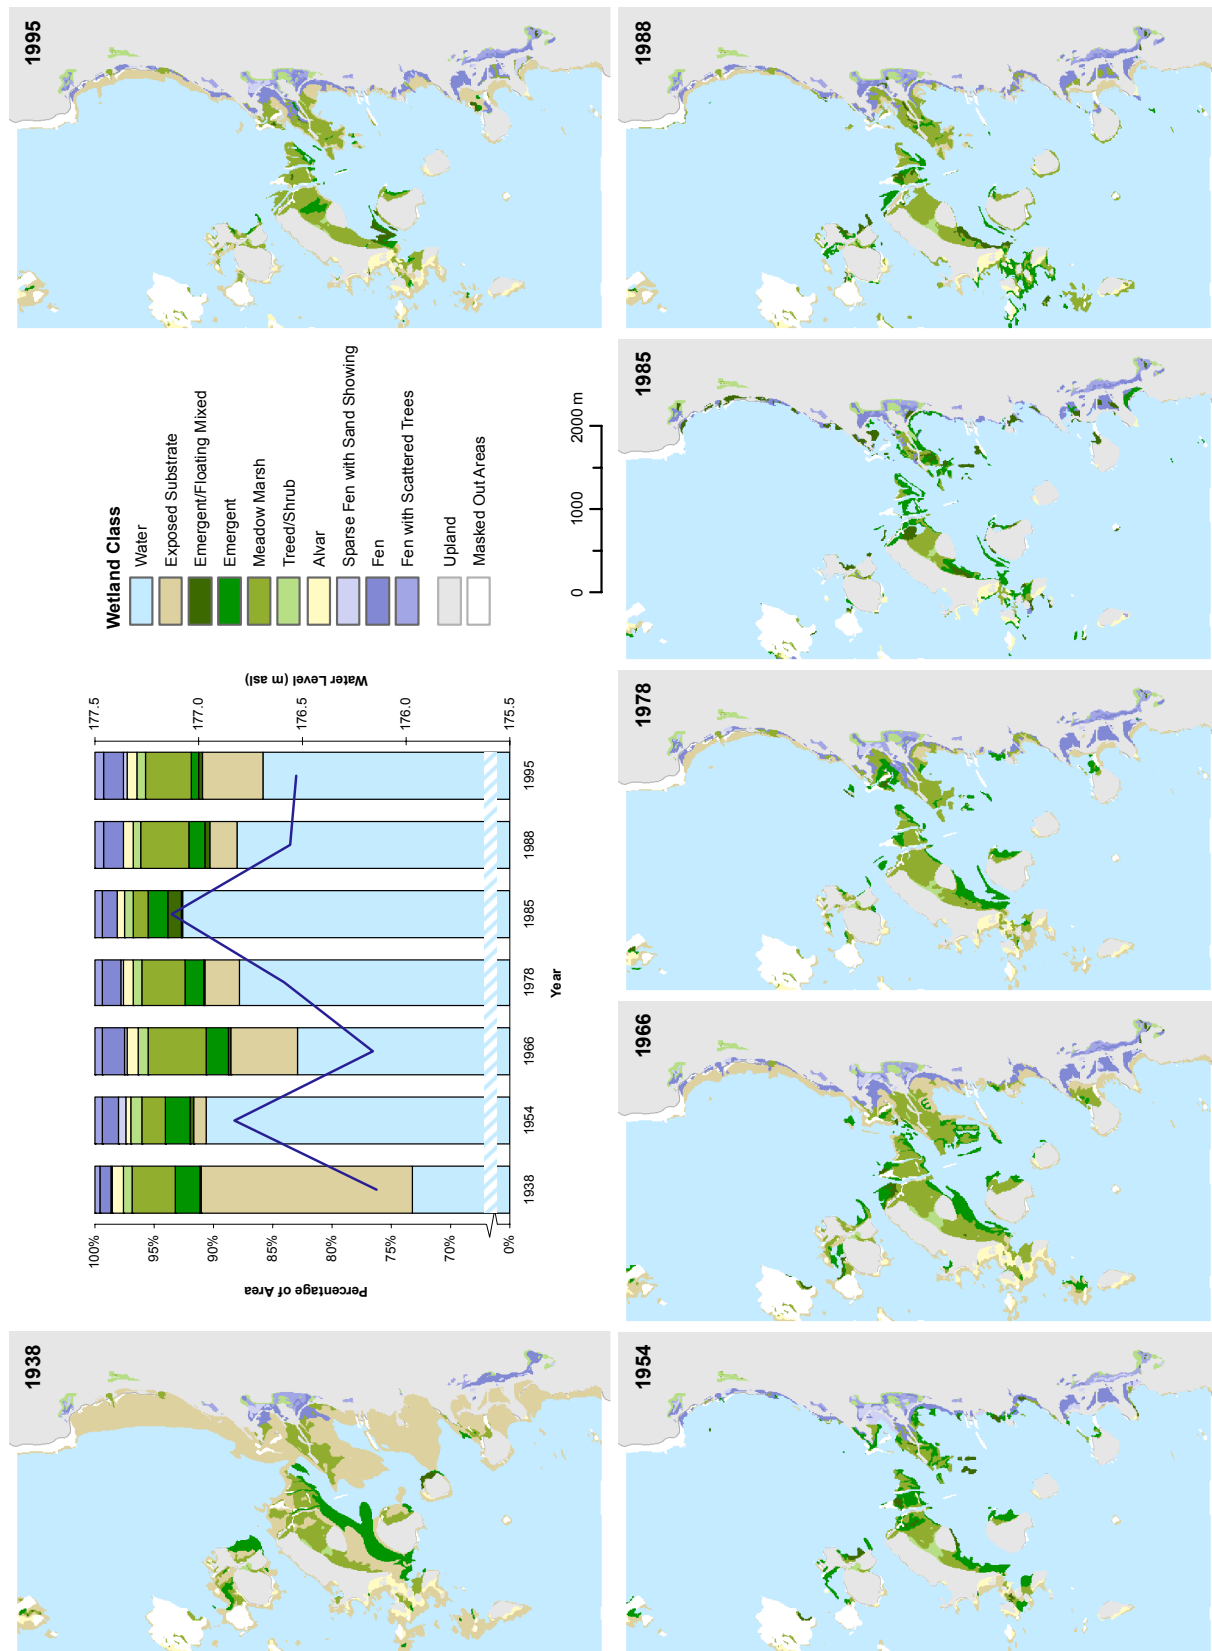 1938
Percentage of Area
100%
95%
90%
85%
80%
75%
70%
0%
1938
1954
1966
1978
1985
1988
1995
Year
177.5
177.0
176.5
176.0
175.5
Water Level (m asl)
Wetland Class
Water
Exposed Substrate
Emergent/Floating Mixed
Emergent
Meadow Marsh
Treed/Shrub
Alvar
Sparse Fen with Sand Showing
Fen
Fen with Scattered Trees
Upland
Masked Out Areas
0 1000 2000 m
1995
1954
1966
1978
1985
1988